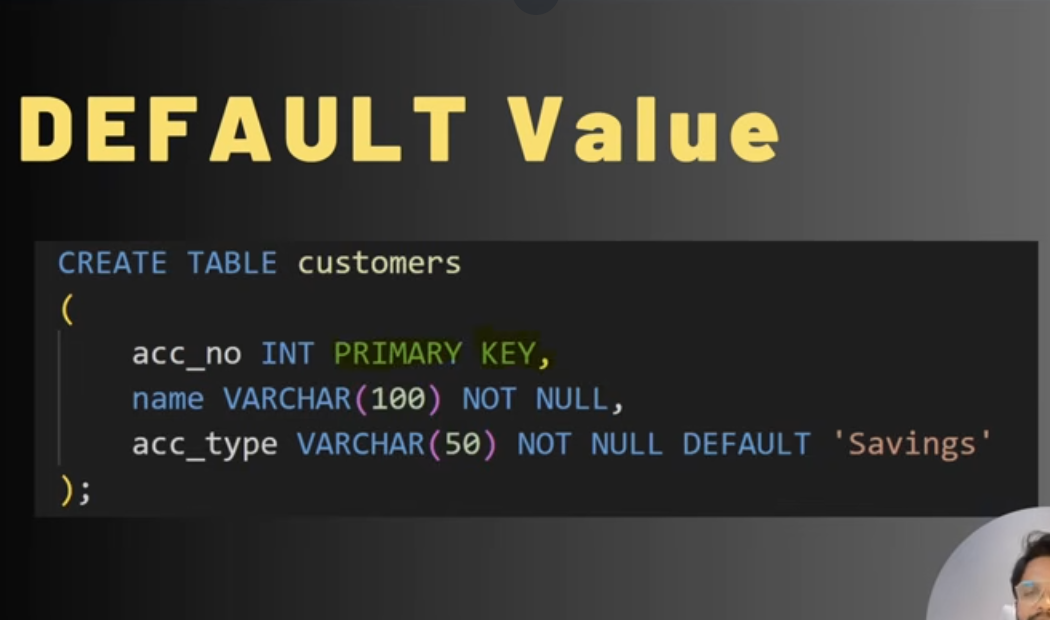 DEFAULT Value
CREATE TABLE customers
(
acc_no INT PRIMARY KEY,
name VARCHAR(100) NOT NULL,
acc_type VARCHAR(50) NOT NULL DEFAULT 'Savings'
);